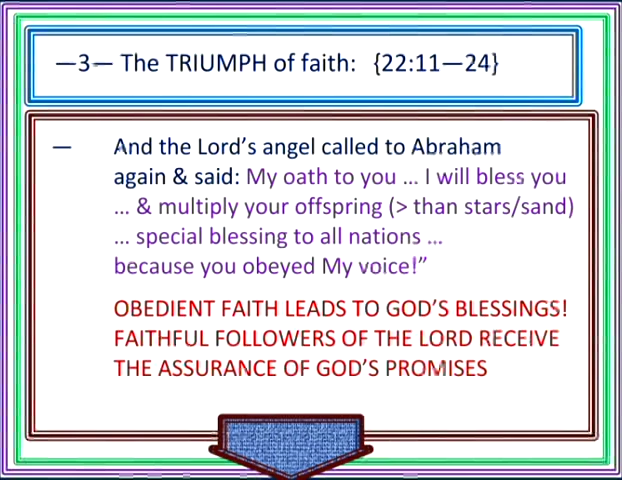 —3— The TRIUMPH of faith: {22:11—24}
— And the Lord’s angel called to Abraham
again & said: My oath to you … I will bless you
… & multiply your offspring (> than stars/sand)
… special blessing to all nations …
because you obeyed My voice!”
OBEDIENT FAITH LEADS TO GOD’S BLESSINGS!
FAITHFUL FOLLOWERS OF THE LORD RECEIVE
THE ASSURANCE OF GOD’S PROMISES